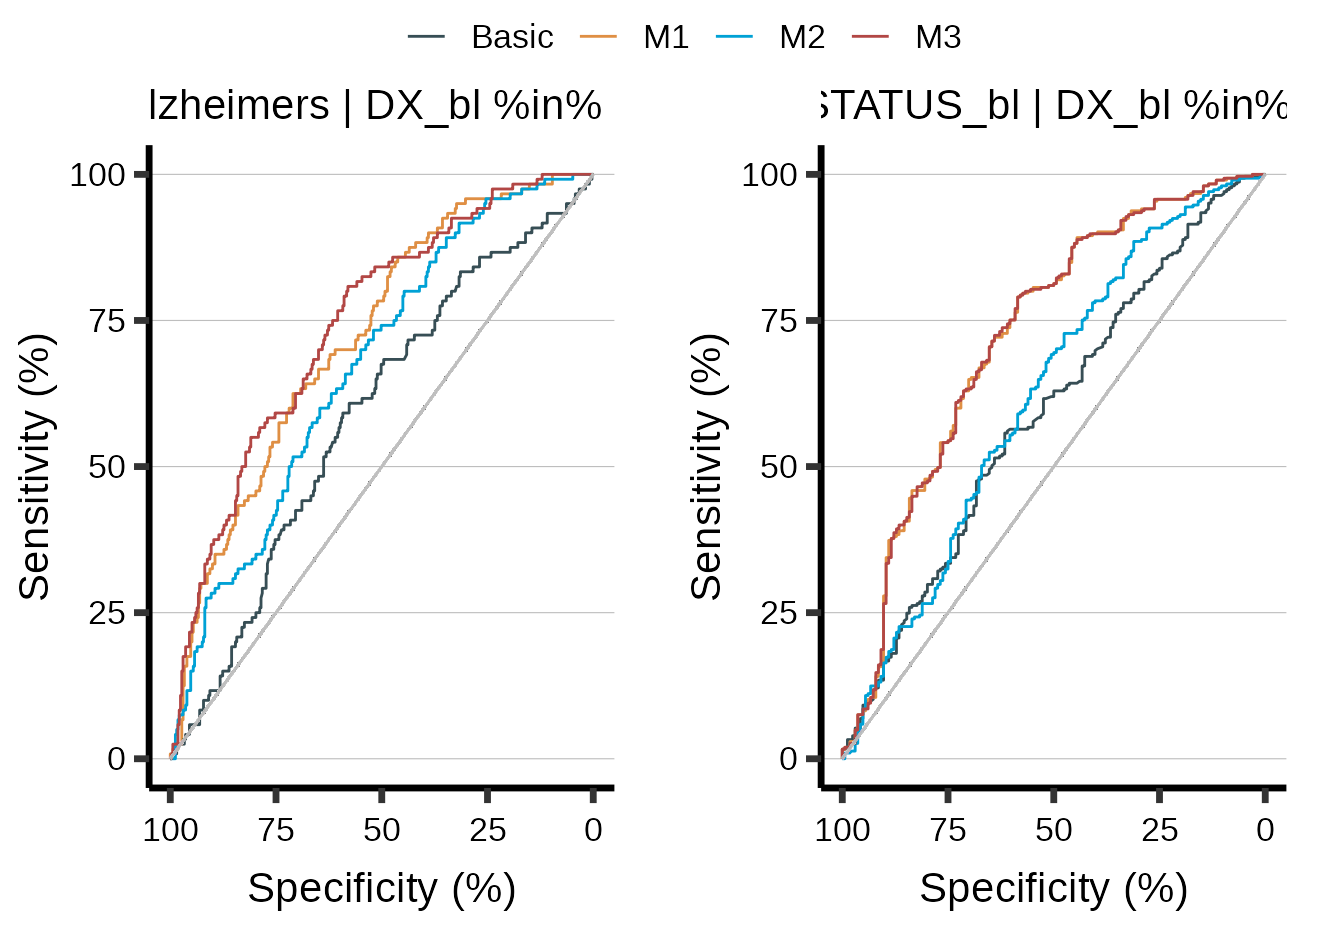 Basic M1 M2 M3
lzheimers | DX_bl %in%
STATUS_bl | DX_bl %in%
100
75
50
25
0
Sensitivity (%)
100 75 50 25 0
Specificity (%)
100
75
50
25
0
Sensitivity (%)
100 75 50 25 0
Specificity (%)